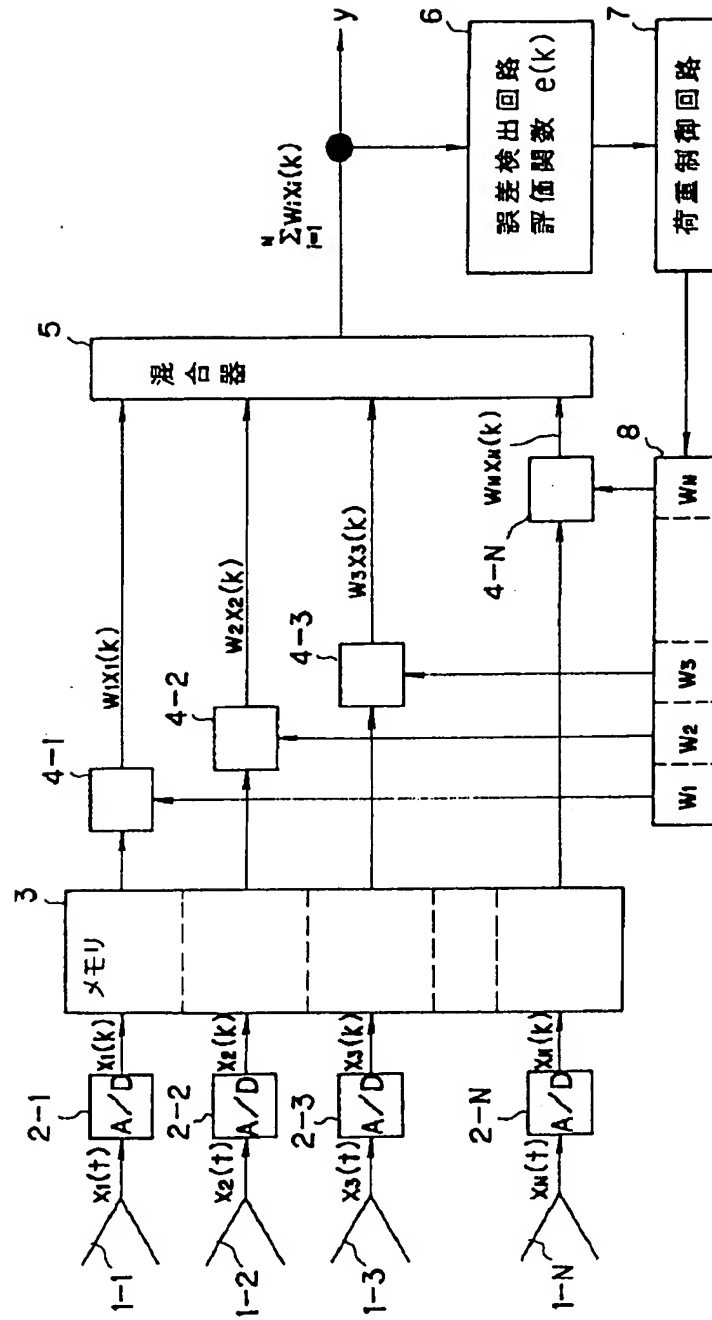 1-1
X1(t)
2-1
A/D
X1(k)
1-2
X2(t)
2-2
A/D
X2(k)
1-3
X3(t)
2-3
A/D
X3(k)
1-N
XN(t)
2-N
A/D
XN(k)
3
メモリ
4-1
W1X1(k)
4-2
W2X2(k)
4-3
W3X3(k)
4-N
WNXN(k)
5
混合器
N
ΣWiXi(k)
i=1
y
6
誤差検出回路
評価関数 e(k)
7
荷重制御回路
8
W1
W2
W3
WN